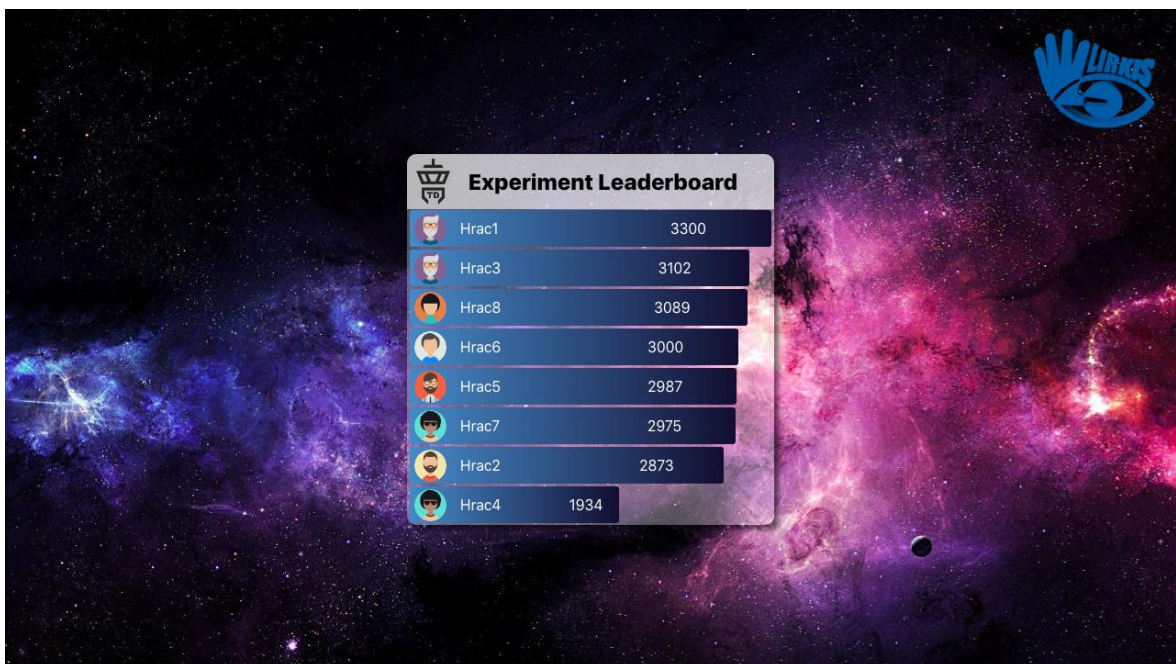 LIRKIS
TD
Experiment Leaderboard
Hrac1 3300
Hrac3 3102
Hrac8 3089
Hrac6 3000
Hrac5 2987
Hrac7 2975
Hrac2 2873
Hrac4 1934